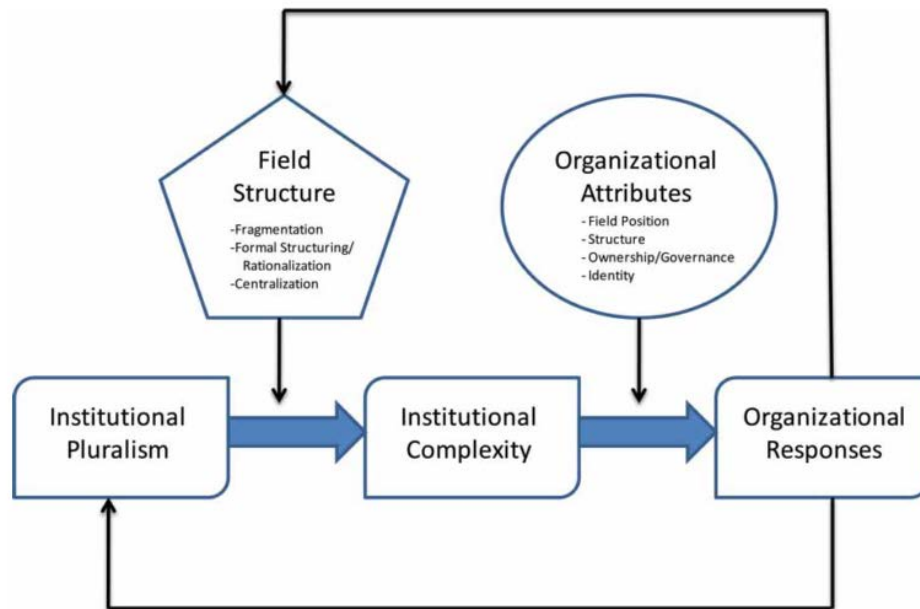 Field
Structure
-Fragmentation
-Formal Structuring/
Rationalization
-Centralization
Organizational
Attributes
- Field Position
- Structure
- Ownership/Governance
- Identity
Institutional
Pluralism
Institutional
Complexity
Organizational
Responses